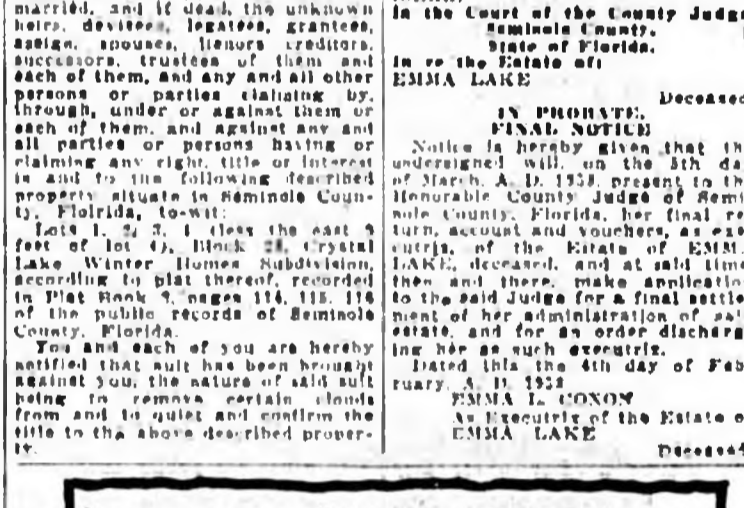 married, and if dead, the unknown
heirs, devisees, legatees, grantees,
assign, spouses, lienors creditors,
successors, trustees of them and
each of them, and any and all other
persons or parties claiming by,
through, under or against them or
each of them, and against any and
all parties or persons having or
claiming any right, title or interest
in and to the following described
property situate in Seminole Coun-
ty, Florida, to-wit:
Lots 1, 2, 3, 4 (less the east
feet of lot 4), Block Crystal
Lake Winter Homes Subdivision,
according to plat thereof, recorded
in Plat Book pages 114, 115, 116
of the public records of Seminole
County, Florida.
You and each of you are hereby
notified that suit has been brought
against you, the nature of said suit
being to remove certain clouds
from and to quiet and confirm the
title to the above described proper-
ty.
In the Court of the County Judge
Seminole County,
State of Florida.
In re the Estate of:
EMMA LAKE
Deceased
IN PROBATE.
FINAL NOTICE
Notice is hereby given that th
undersigned will, on the 5th da
of March, A. D. 1938, present to th
Honorable County Judge of Semi
nole County, Florida, her final re
turn, account and vouchers, as exe
cutrix, of the Estate of EMM
LAKE, deceased, and at said time
then and there, make applicatio
to the said Judge for a final settle
ment of her administration of sai
estate, and for an order discharg
ing her as such executrix.
Dated this the 4th day of Feb
ruary, A. D. 1938
EMMA L. COXON
As Executrix of the Estate o
EMMA LAKE
Deceased